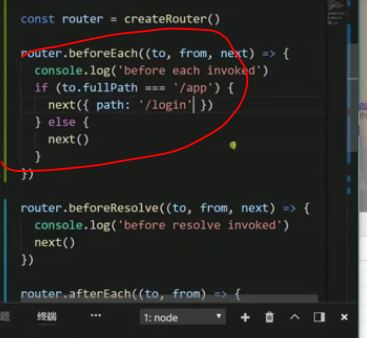 const router = createRouter()
router.beforeEach((to, from, next) => {
console.log('before each invoked')
if (to.fullPath === '/app') {
next({ path: '/login' })
} else {
next()
}
})
router.beforeResolve((to, from, next) => {
console.log('before resolve invoked')
next()
})
router.afterEach((to, from) => {
题 终端 ··· 1: node